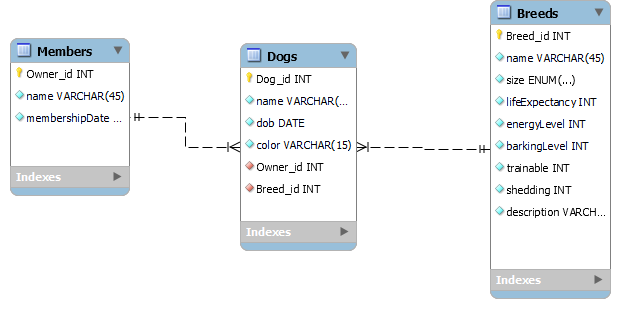 Members
Owner_id INT
name VARCHAR(45)
membershipDate ...
Indexes
Dogs
Dog_id INT
name VARCHAR(...
dob DATE
color VARCHAR(15)
Owner_id INT
Breed_id INT
Indexes
Breeds
Breed_id INT
name VARCHAR(45)
size ENUM(...)
lifeExpectancy INT
energyLevel INT
barkingLevel INT
trainable INT
shedding INT
description VARCH...
Indexes